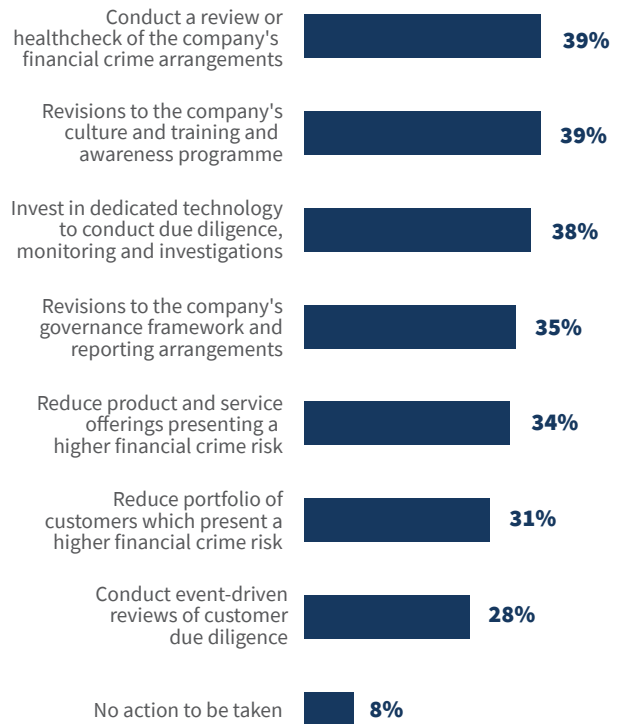 Conduct a review or
healthcheck of the company's
financial crime arrangements
39%
Revisions to the company's
culture and training and
awareness programme
39%
Invest in dedicated technology
to conduct due diligence,
monitoring and investigations
38%
Revisions to the company's
governance framework and
reporting arrangements
35%
Reduce product and service
offerings presenting a
higher financial crime risk
34%
Reduce portfolio of
customers which present a
higher financial crime risk
31%
Conduct event-driven
reviews of customer
due diligence
28%
No action to be taken
8%